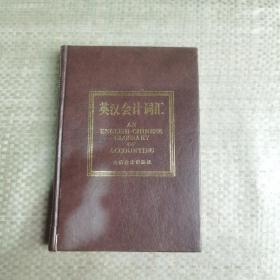 英汉会计词汇
AN
ENGLISH-CHINESE
GLOSSARY
OF
ACCOUNTING